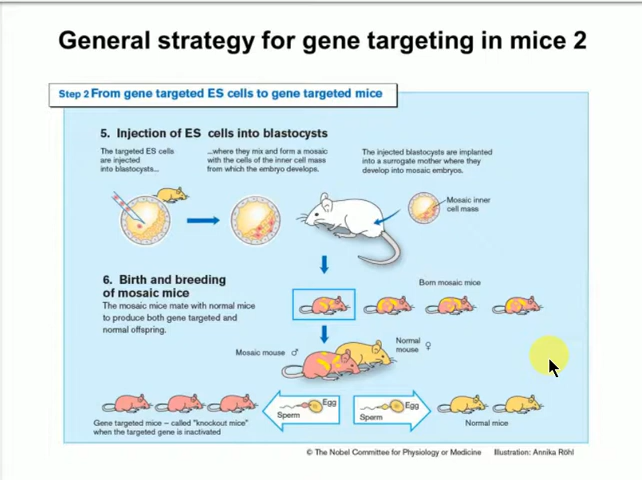 General strategy for gene targeting in mice 2
Step 2 From gene targeted ES cells to gene targeted mice
5. Injection of ES cells into blastocysts
The targeted ES cells
are injected
into blastocysts...
...where they mix and form a mosaic
with the cells of the inner cell mass
from which the embryo develops.
The injected blastocysts are implanted
into a surrogate mother where they
develop into mosaic embryos.
Mosaic inner
cell mass
6. Birth and breeding
of mosaic mice
The mosaic mice mate with normal mice
to produce both gene targeted and
normal offspring.
Born mosaic mice
Mosaic mouse ♂
Normal
mouse ♀
Egg
Sperm
Egg
Sperm
Gene targeted mice – called "knockout mice"
when the targeted gene is inactivated
Normal mice
© The Nobel Committee for Physiology or Medicine Illustration: Annika Röhl